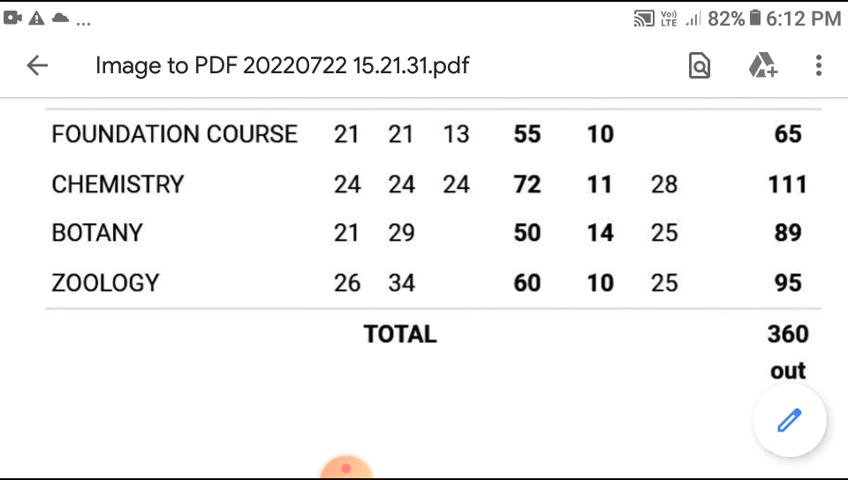 ... Vo)) LTE 82% 6:12 PM
Image to PDF 20220722 15.21.31.pdf
FOUNDATION COURSE 21 21 13 55 10 65
CHEMISTRY 24 24 24 72 11 28 111
BOTANY 21 29 50 14 25 89
ZOOLOGY 26 34 60 10 25 95
TOTAL 360
out